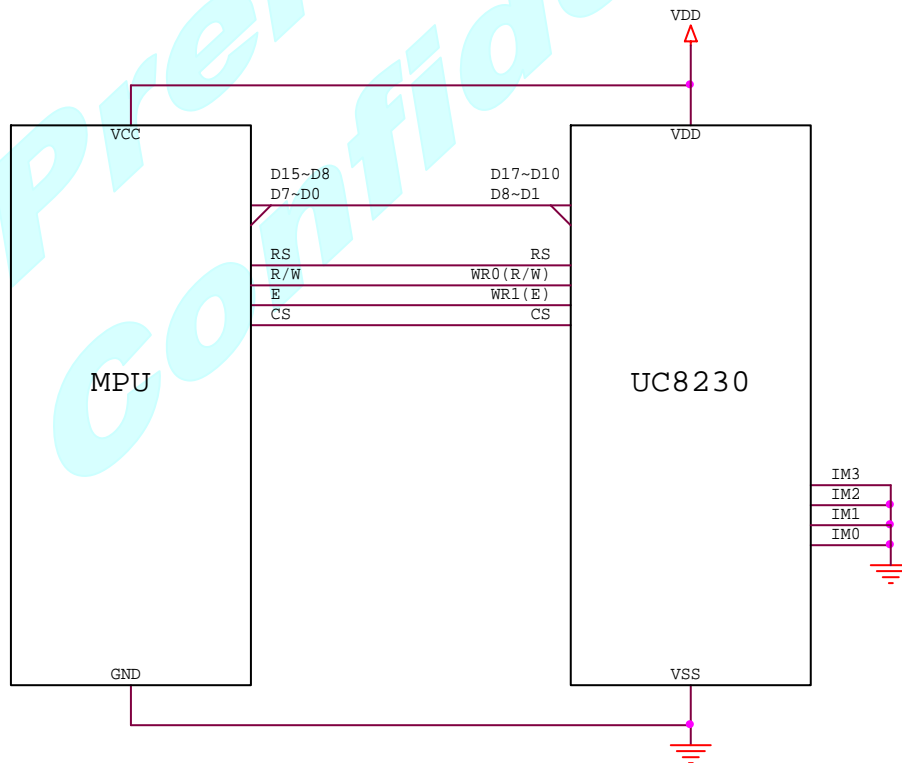 VDD
VCC
VDD
D15~D8
D17~D10
D7~D0
D8~D1
RS
RS
R/W
WR0(R/W)
E
WR1(E)
CS
CS
MPU
UC8230
IM3
IM2
IM1
IM0
GND
VSS